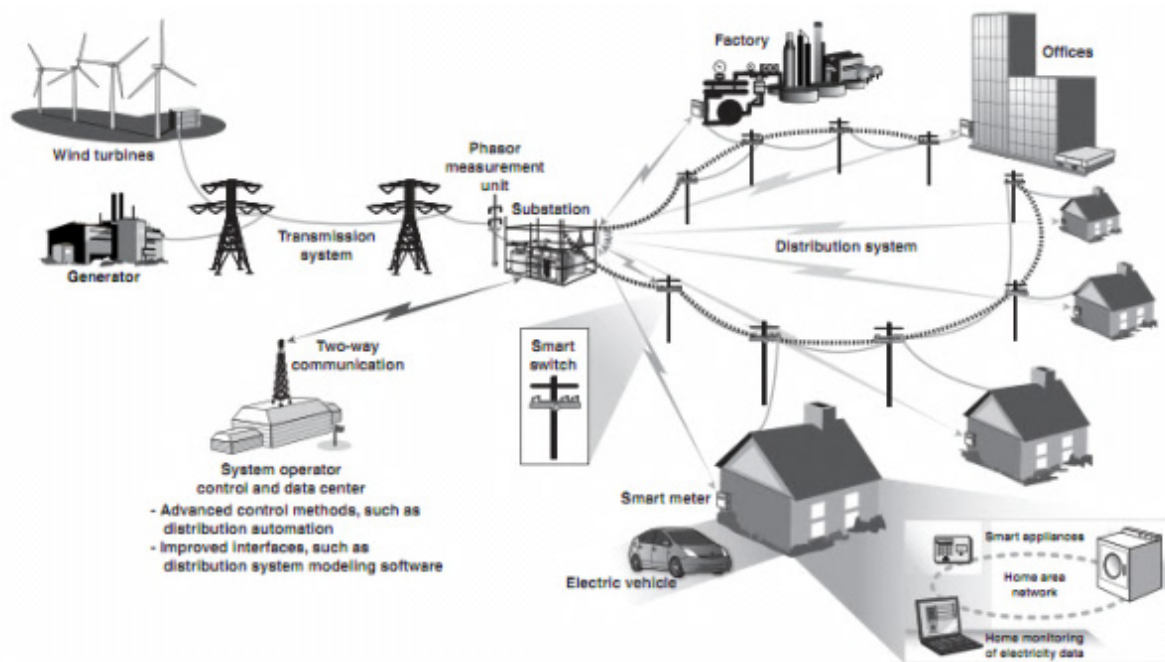 Factory
Offices
Wind turbines
Phasor
measurement
unit
Substation
Transmission
system
Generator
Distribution system
Two-way
communication
Smart
switch
System operator
control and data center
- Advanced control methods, such as
distribution automation
- Improved interfaces, such as
distribution system modeling software
Smart meter
Electric vehicle
Smart appliances
Home area
network
Home monitoring
of electricity data